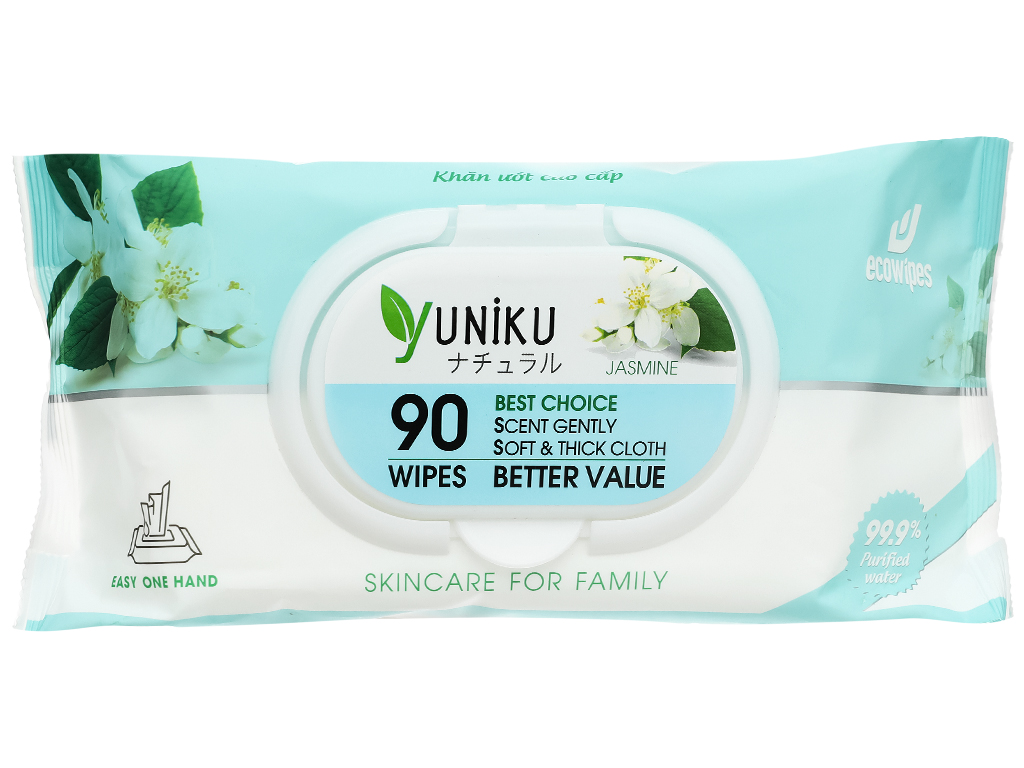 Khăn ướt cao cấp
ecowipes
yUNiKU
ナチュラル
JASMINE
90
WIPES
BEST CHOICE
SCENT GENTLY
SOFT & THICK CLOTH
BETTER VALUE
EASY ONE HAND
SKINCARE FOR FAMILY
99.9%
Purified
water